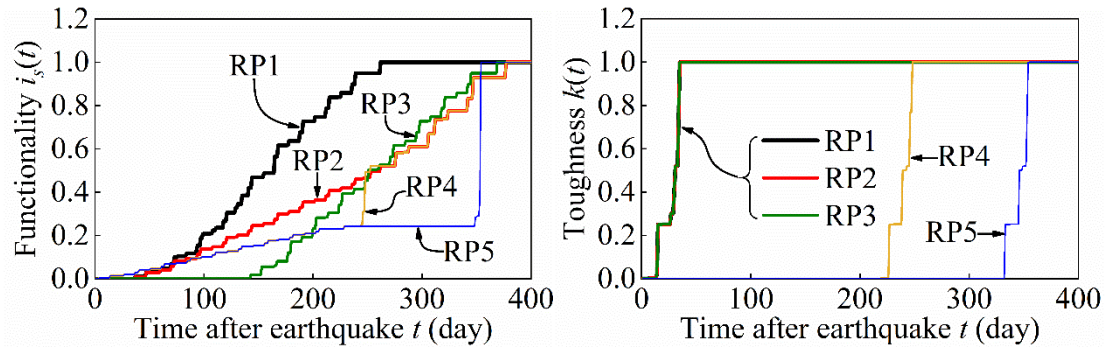 Functionality i_s(t)
1.2
1.0
0.8
0.6
0.4
0.2
0.0
RP1
RP3
RP2
RP4
RP5
0 100 200 300 400
Time after earthquake t (day)
Toughness k(t)
1.2
1.0
0.8
0.6
0.4
0.2
0.0
RP1
RP2
RP3
RP4
RP5
0 100 200 300 400
Time after earthquake t (day)